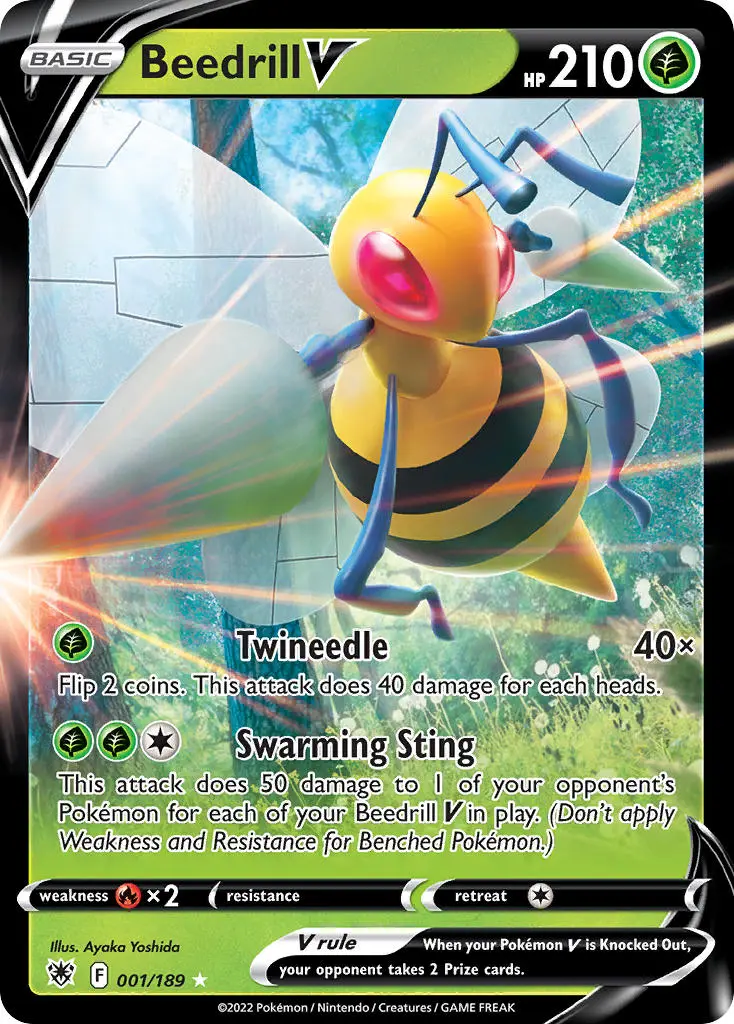 BASIC Beedrill V HP 210
Twineedle 40×
Flip 2 coins. This attack does 40 damage for each heads.
Swarming Sting
This attack does 50 damage to 1 of your opponent's
Pokémon for each of your Beedrill V in play. (Don't apply
Weakness and Resistance for Benched Pokémon.)
weakness ×2 resistance retreat
Illus. Ayaka Yoshida
V rule When your Pokémon V is Knocked Out,
your opponent takes 2 Prize cards.
F 001/189
©2022 Pokémon / Nintendo / Creatures / GAME FREAK